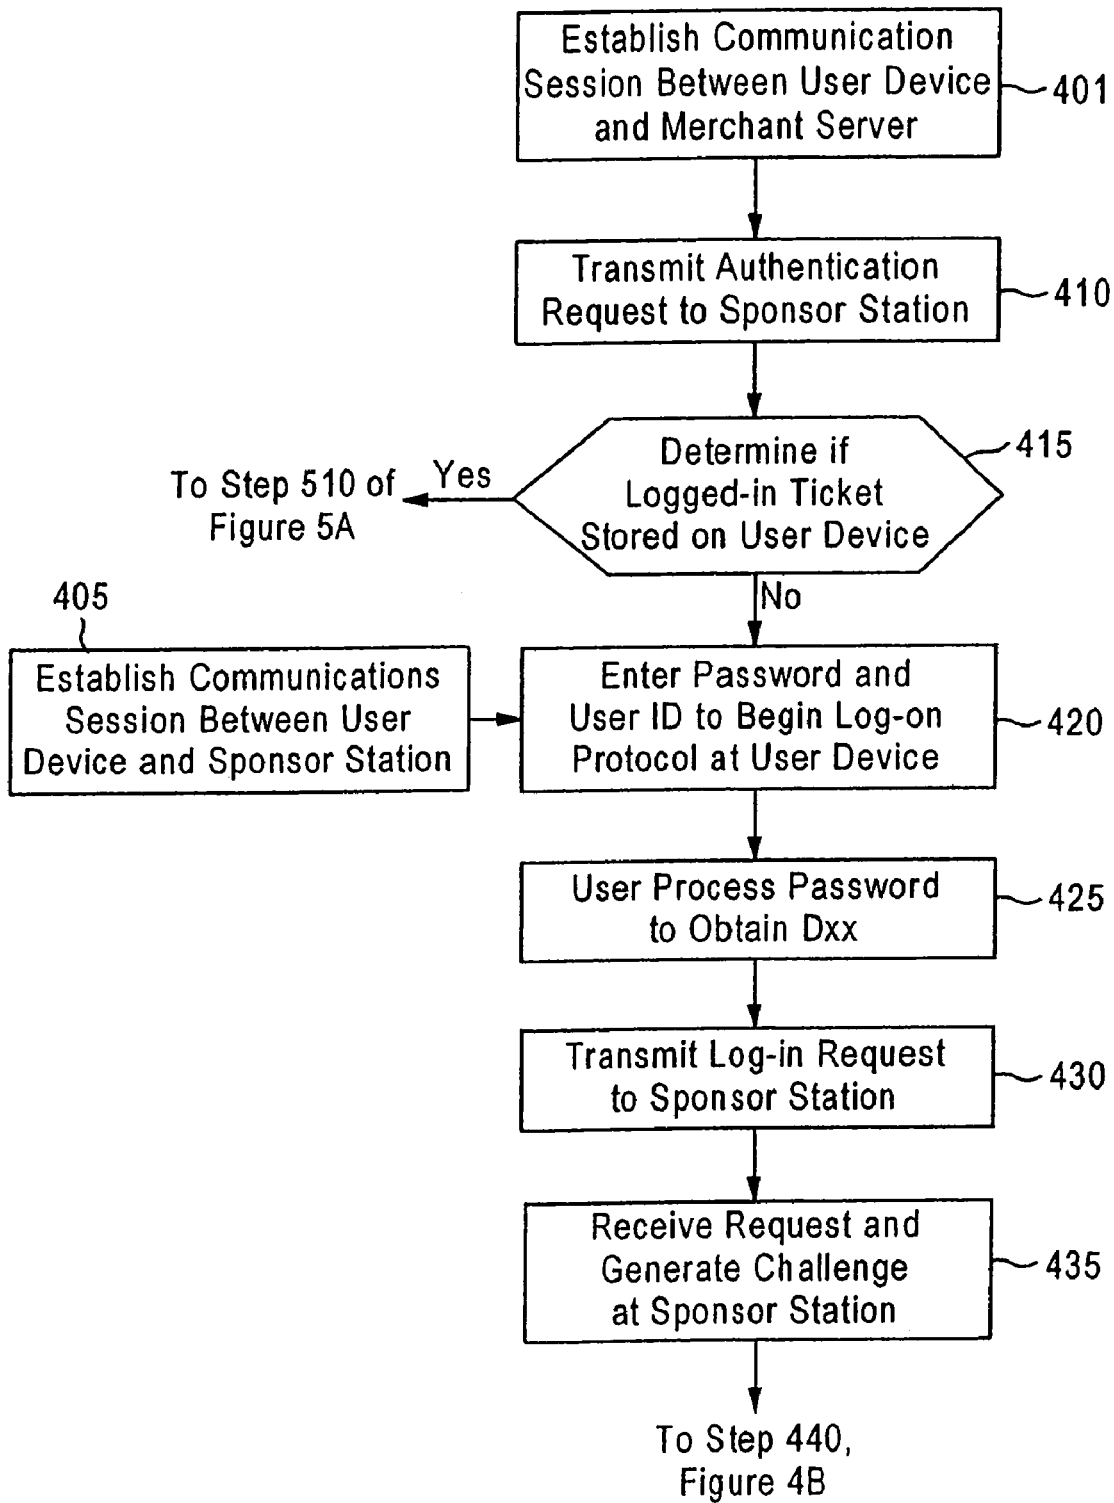 Establish Communication
Session Between User Device
and Merchant Server
401
Transmit Authentication
Request to Sponsor Station
410
Determine if
Logged-in Ticket
Stored on User Device
415
Yes
To Step 510 of
Figure 5A
No
405
Establish Communications
Session Between User
Device and Sponsor Station
Enter Password and
User ID to Begin Log-on
Protocol at User Device
420
User Process Password
to Obtain Dxx
425
Transmit Log-in Request
to Sponsor Station
430
Receive Request and
Generate Challenge
at Sponsor Station
435
To Step 440,
Figure 4B